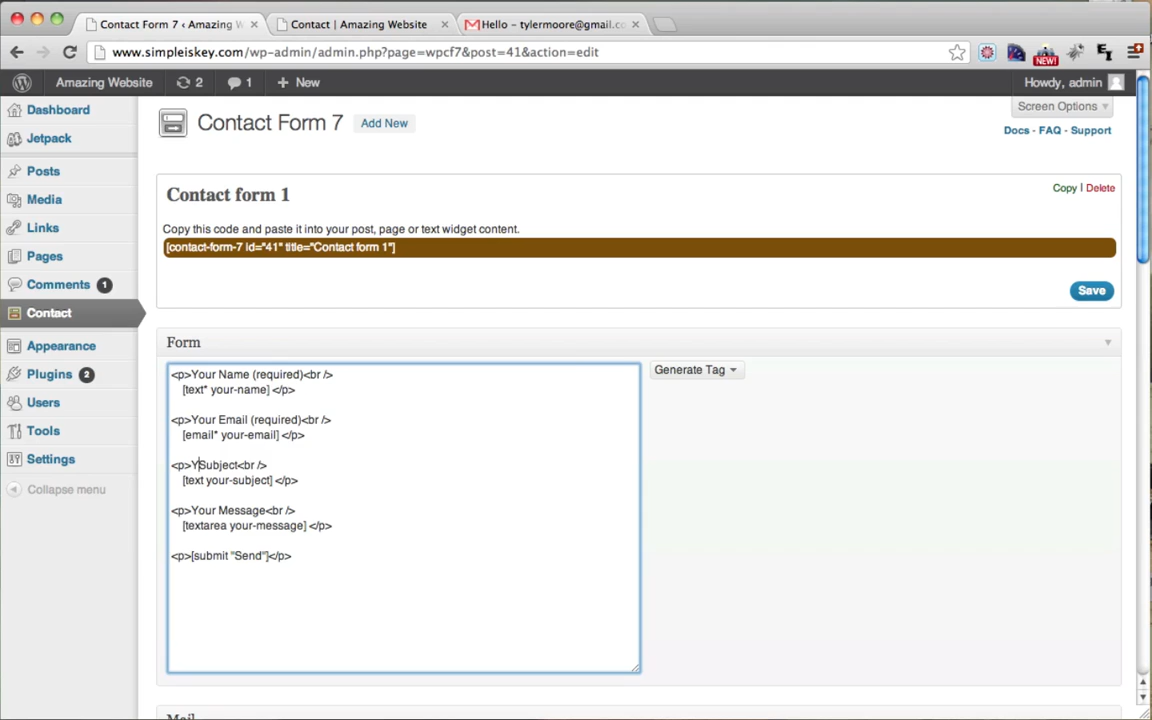 Contact Form 7 ‹ Amazing W
Contact | Amazing Website
Hello – tylermoore@gmail.co
www.simpleiskey.com/wp-admin/admin.php?page=wpcf7&post=41&action=edit
NEW!
Amazing Website
2
1
New
Howdy, admin
Dashboard
Jetpack
Posts
Media
Links
Pages
Comments 1
Contact
Appearance
Plugins 2
Users
Tools
Settings
Collapse menu
Screen Options
Contact Form 7
Add New
Docs - FAQ - Support
Contact form 1
Copy | Delete
Copy this code and paste it into your post, page or text widget content.
[contact-form-7 id="41" title="Contact form 1"]
Save
Form
Generate Tag
<p>Your Name (required)<br />
[text* your-name] </p>
<p>Your Email (required)<br />
[email* your-email] </p>
<p>YSubject<br />
[text your-subject] </p>
<p>Your Message<br />
[textarea your-message] </p>
<p>[submit "Send"]</p>
Mail